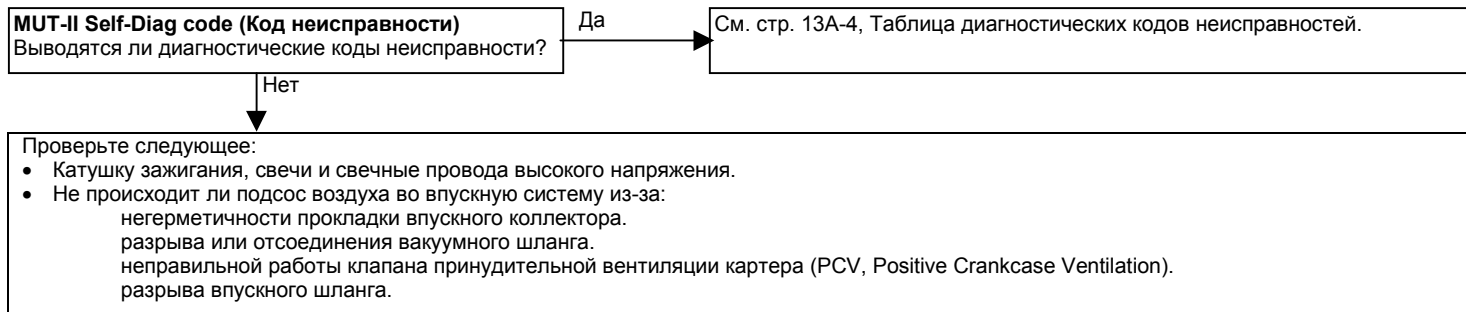 MUT-II Self-Diag code (Код неисправности)
Выводятся ли диагностические коды неисправности?
Да
См. стр. 13А-4, Таблица диагностических кодов неисправностей.
Нет
Проверьте следующее:
• Катушку зажигания, свечи и свечные провода высокого напряжения.
• Не происходит ли подсос воздуха во впускную систему из-за:
негерметичности прокладки впускного коллектора.
разрыва или отсоединения вакуумного шланга.
неправильной работы клапана принудительной вентиляции картера (PCV, Positive Crankcase Ventilation).
разрыва впускного шланга.